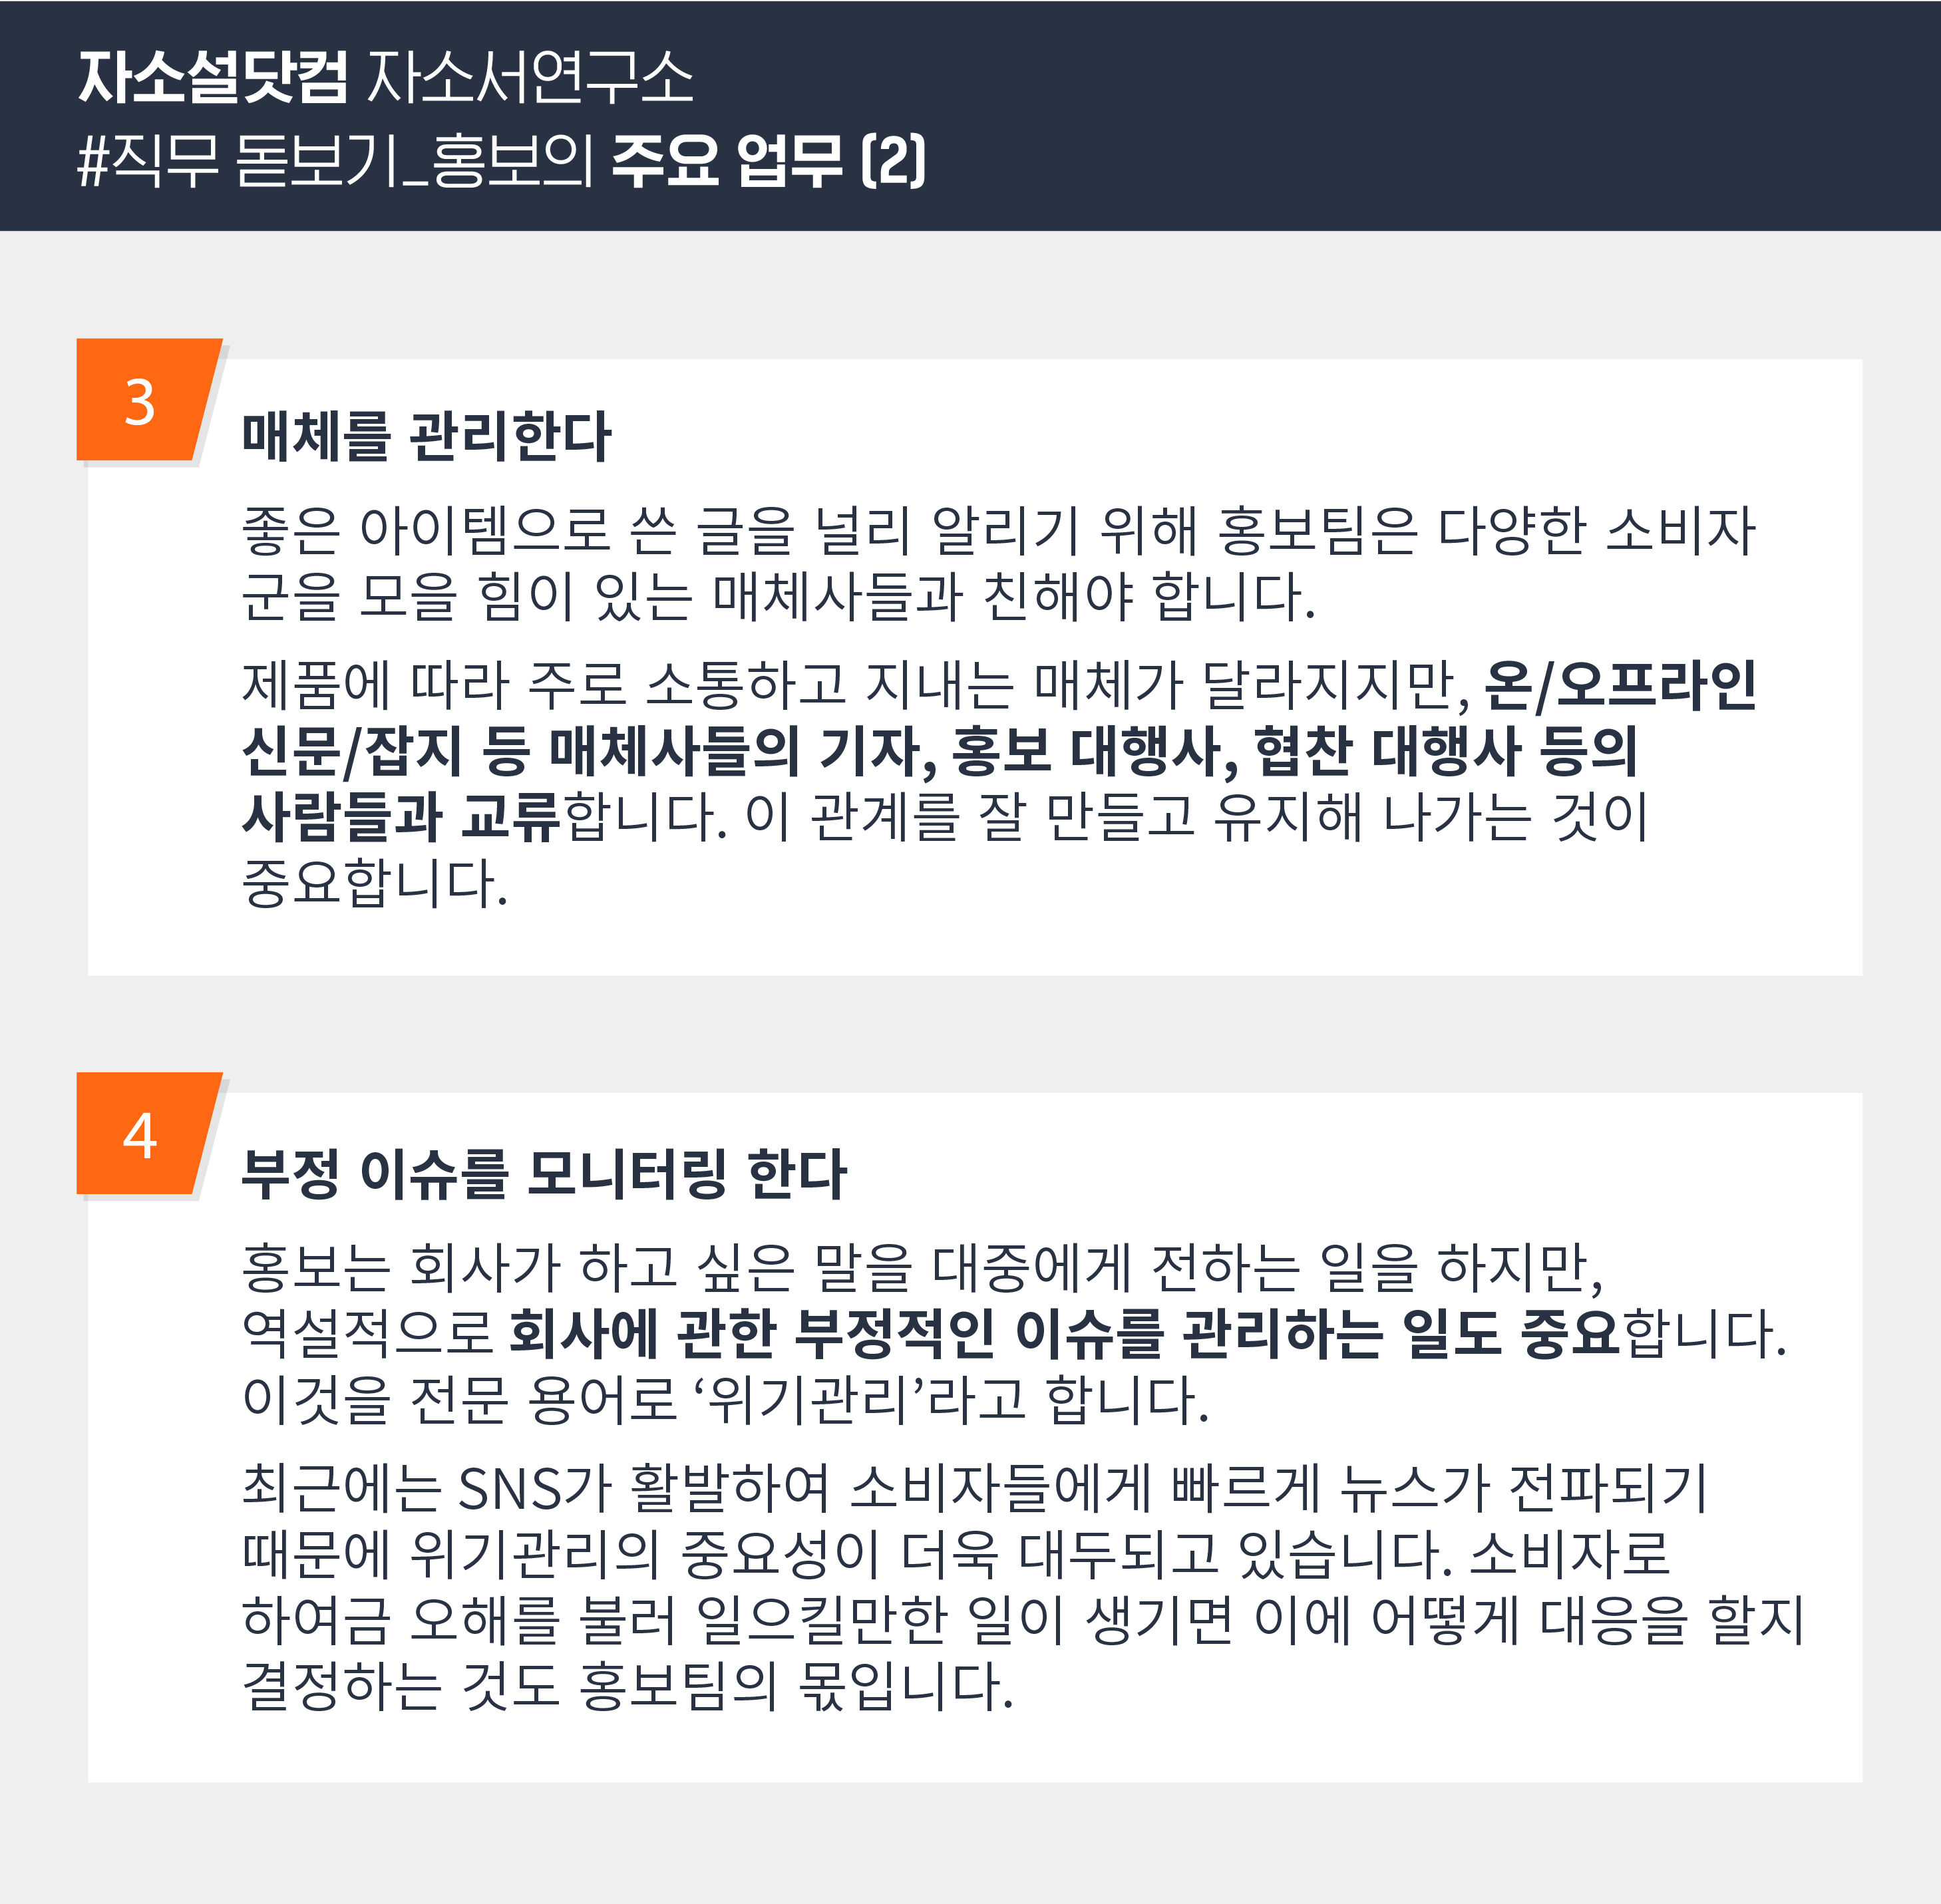 자소설닷컴 자소서연구소
#직무 돋보기_홍보의 주요 업무 (2)
3
매체를 관리한다
좋은 아이템으로 쓴 글을 널리 알리기 위해 홍보팀은 다양한 소비자
군을 모을 힘이 있는 매체사들과 친해야 합니다.
제품에 따라 주로 소통하고 지내는 매체가 달라지지만, 온/오프라인
신문/잡지 등 매체사들의 기자, 홍보 대행사, 협찬 대행사 등의
사람들과 교류합니다. 이 관계를 잘 만들고 유지해 나가는 것이
중요합니다.
4
부정 이슈를 모니터링 한다
홍보는 회사가 하고 싶은 말을 대중에게 전하는 일을 하지만,
역설적으로 회사에 관한 부정적인 이슈를 관리하는 일도 중요합니다.
이것을 전문 용어로 ‘위기관리’라고 합니다.
최근에는 SNS가 활발하여 소비자들에게 빠르게 뉴스가 전파되기
때문에 위기관리의 중요성이 더욱 대두되고 있습니다. 소비자로
하여금 오해를 불러 일으킬만한 일이 생기면 이에 어떻게 대응을 할지
결정하는 것도 홍보팀의 몫입니다.